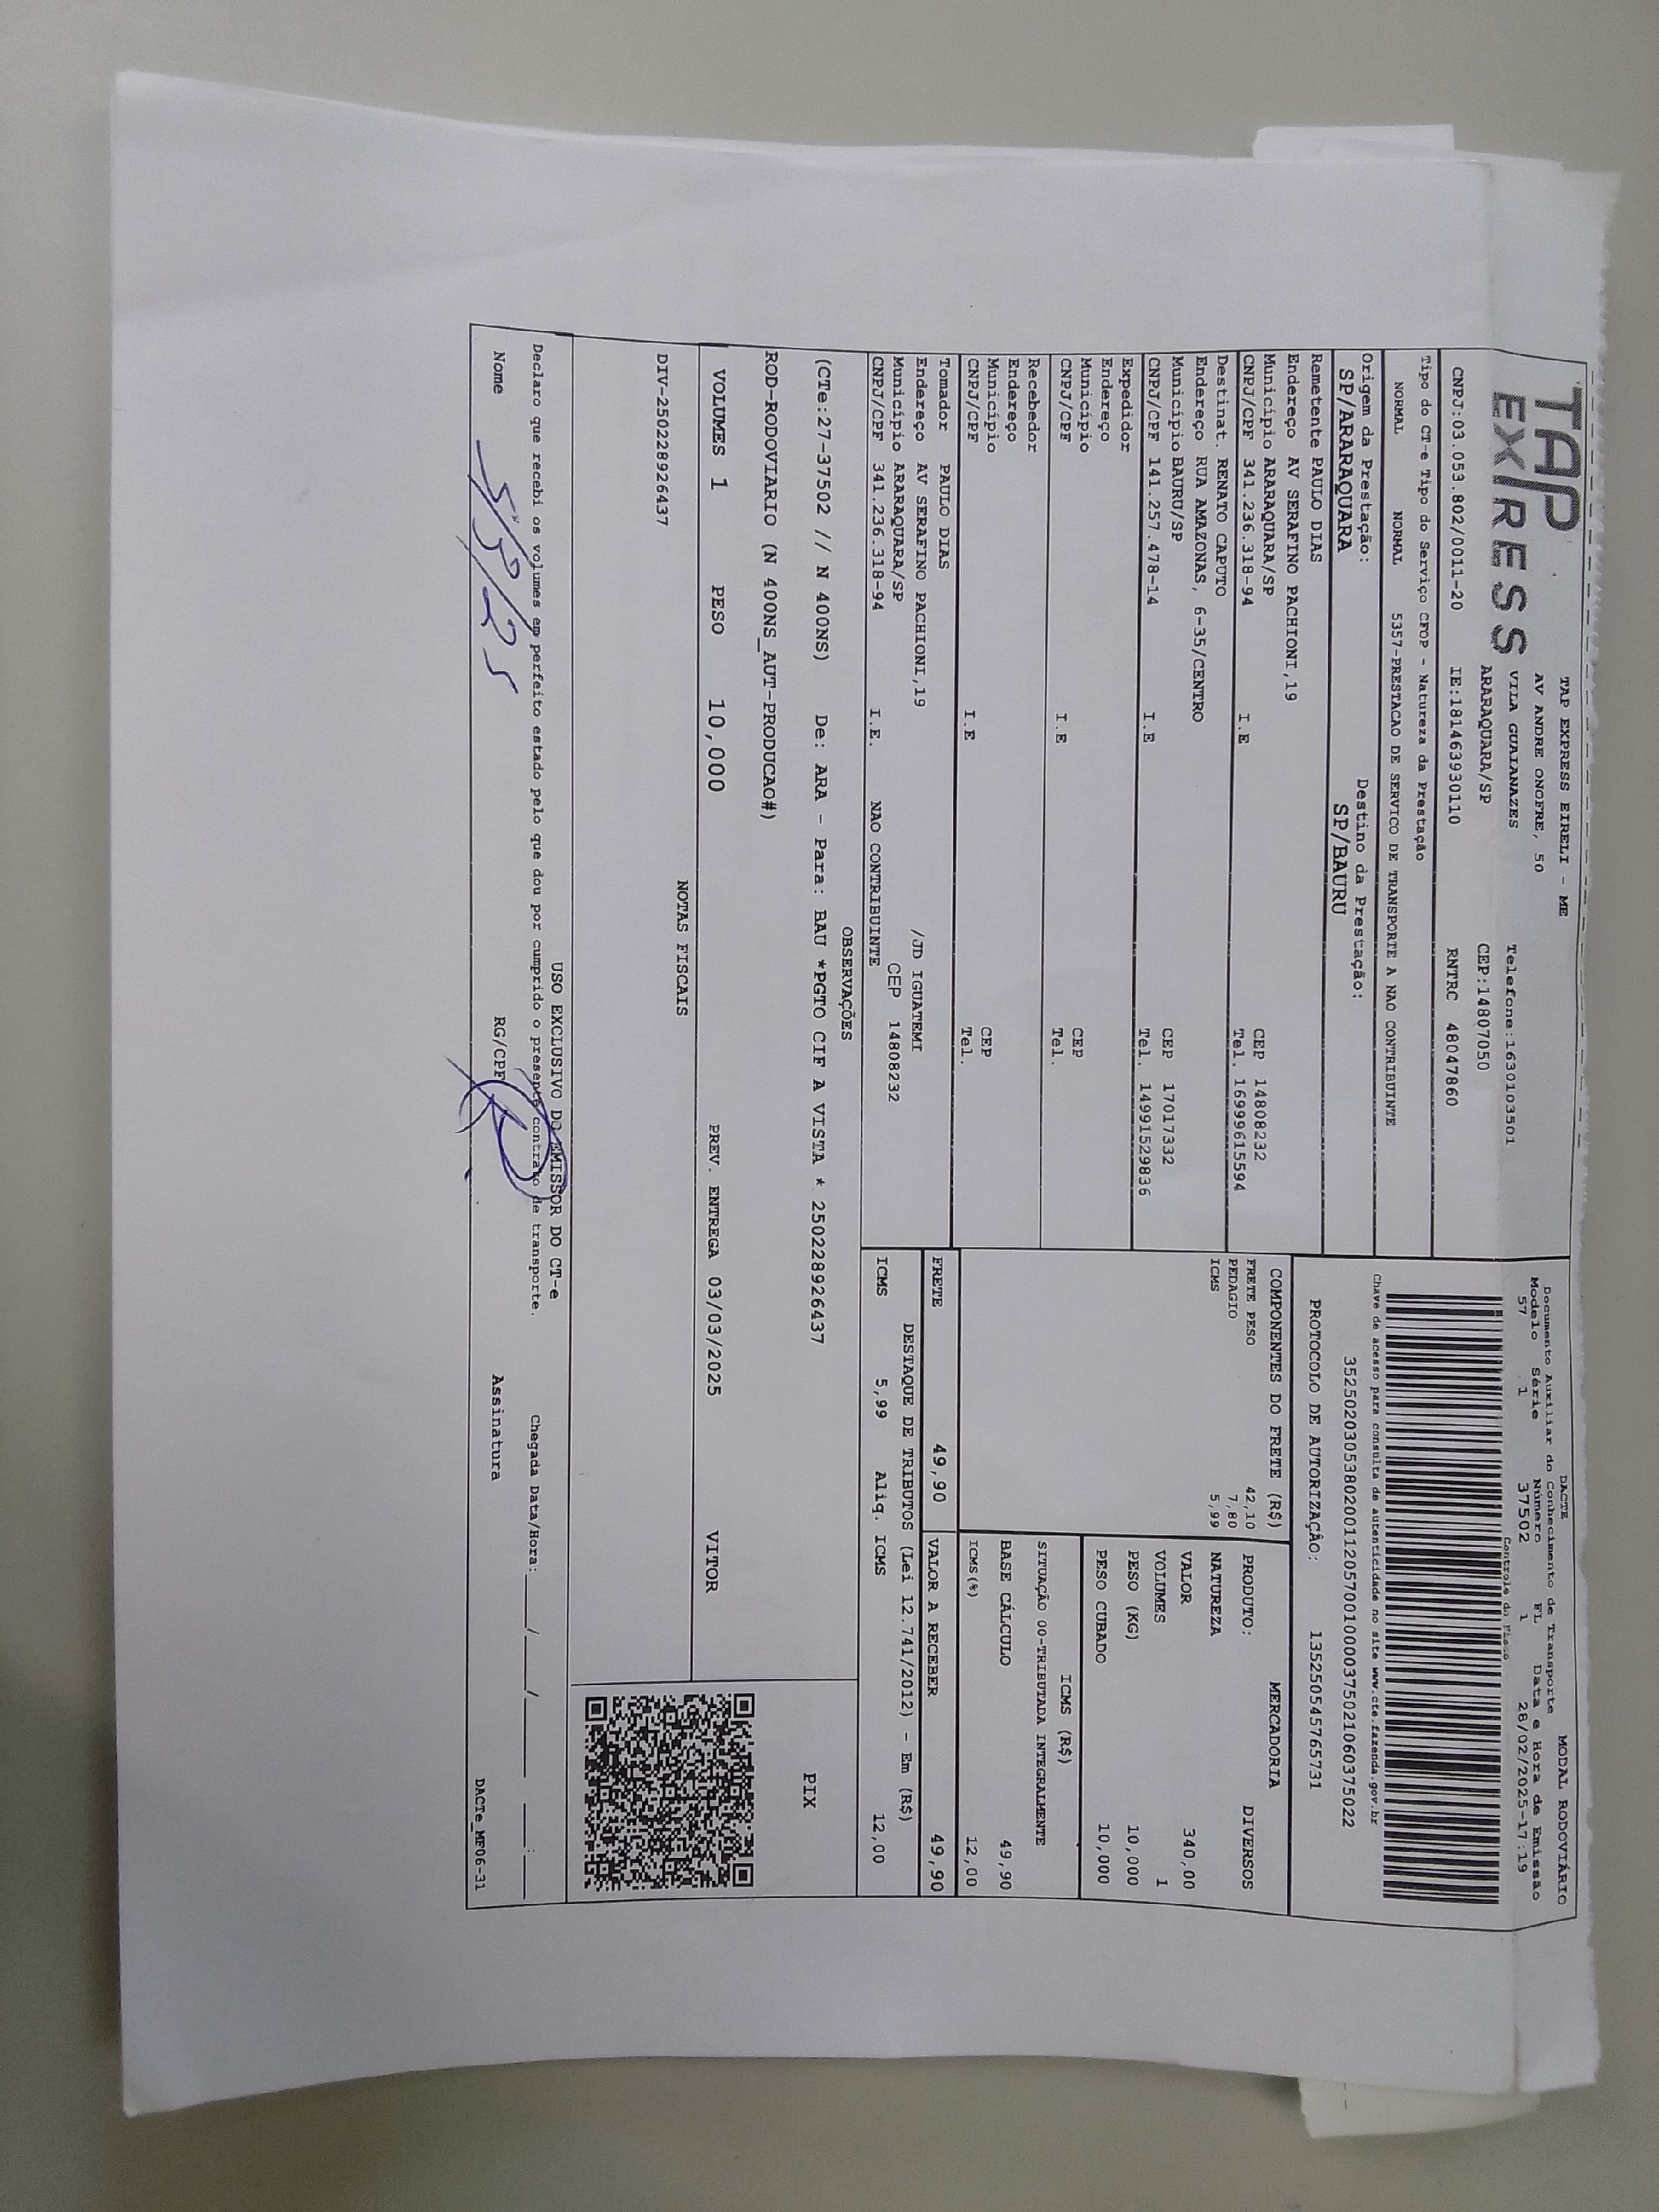 TAP
EXPRESS
TAP EXPRESS EIRELI - ME
AV ANDRE ONOFRE, 50
VILA GUAIANAZES Telefone:1630103501
ARARAQUARA/SP CEP:14807050
CNPJ:03.053.802/0011-20 IE:181463930110 RNTRC 48047860
DACTE MODAL RODOVIÁRIO
Documento Auxiliar do Conhecimento de Transporte
Modelo Série Número FL Data e Hora de Emissão
57 1 37502 1 28/02/2025-17:19
Controle do Fisco
Chave de acesso para consulta de autenticidade no site www.cte.fazenda.gov.br
35250203053802001120570010000375021060375022
PROTOCOLO DE AUTORIZAÇÃO: 135250545765731
Tipo do CT-e Tipo do Serviço CFOP - Natureza da Prestação
NORMAL NORMAL 5357-PRESTACAO DE SERVICO DE TRANSPORTE A NAO CONTRIBUINTE
Origem da Prestação: Destino da Prestação:
SP/ARARAQUARA SP/BAURU
Remetente PAULO DIAS
Endereço AV SERAFINO PACHIONI,19
Município ARARAQUARA/SP CEP 14808232
CNPJ/CPF 341.236.318-94 I.E Tel. 16999615594
Destinat. RENATO CAPUTO
Endereço RUA AMAZONAS, 6-35/CENTRO
Município BAURU/SP CEP 17017332
CNPJ/CPF 141.257.478-14 I.E Tel. 14991529836
Expedidor
Endereço
Município CEP
CNPJ/CPF I.E Tel.
Recebedor
Endereço
Município CEP
CNPJ/CPF I.E Tel.
Tomador PAULO DIAS
Endereço AV SERAFINO PACHIONI,19 /JD IGUATEMI
Município ARARAQUARA/SP CEP 14808232
CNPJ/CPF 341.236.318-94 I.E. NAO CONTRIBUINTE
COMPONENTES DO FRETE (R$)
FRETE PESO 42,10
PEDAGIO 7,80
ICMS 5,99
MERCADORIA
PRODUTO: DIVERSOS
NATUREZA
VALOR 340,00
VOLUMES 1
PESO (KG) 10,000
PESO CUBADO 10,000
ICMS (R$)
SITUAÇÃO 00-TRIBUTADA INTEGRALMENTE
BASE CÁLCULO 49,90
ICMS(%) 12,00
FRETE 49,90 VALOR A RECEBER 49,90
DESTAQUE DE TRIBUTOS (Lei 12.741/2012) - Em (R$)
ICMS 5,99 Aliq. ICMS 12,00
OBSERVAÇÕES
(CTe:27-37502 // N 400NS) De: ARA - Para: BAU *PGTO CIF A VISTA * 250228926437
ROD-RODOVIARIO (N 400NS_AUT-PRODUCAO#)
PIX
VOLUMES 1 PESO 10,000 PREV. ENTREGA 03/03/2025 VITOR
NOTAS FISCAIS
DIV-250228926437
USO EXCLUSIVO DO EMISSOR DO CT-e
Declaro que recebi os volumes em perfeito estado pelo que dou por cumprido o presente contrato de transporte. Chegada Data/Hora:____/____/_____ ___:___
Nome RG/CPF Assinatura
5/3/25
DACTe_MF06-31